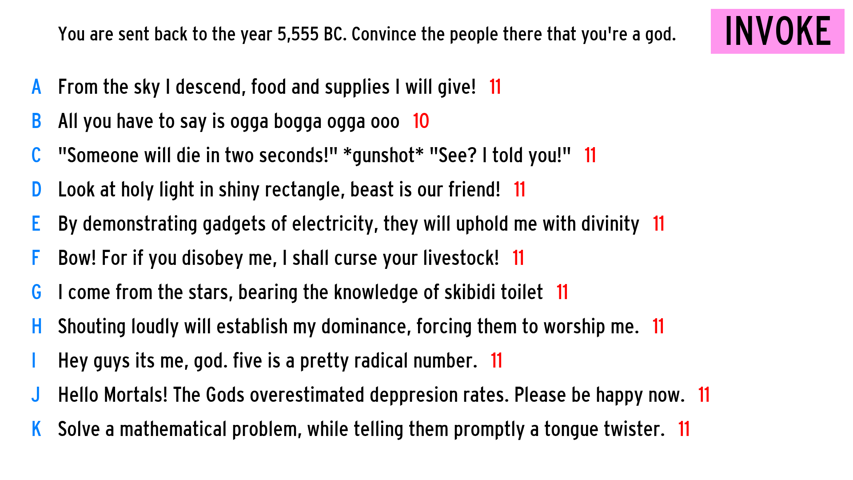 You are sent back to the year 5,555 BC. Convince the people there that you're a god.
INVOKE
A From the sky I descend, food and supplies I will give! 11
B All you have to say is ogga bogga ogga ooo 10
C "Someone will die in two seconds!" *gunshot* "See? I told you!" 11
D Look at holy light in shiny rectangle, beast is our friend! 11
E By demonstrating gadgets of electricity, they will uphold me with divinity 11
F Bow! For if you disobey me, I shall curse your livestock! 11
G I come from the stars, bearing the knowledge of skibidi toilet 11
H Shouting loudly will establish my dominance, forcing them to worship me. 11
I Hey guys its me, god. five is a pretty radical number. 11
J Hello Mortals! The Gods overestimated deppresion rates. Please be happy now. 11
K Solve a mathematical problem, while telling them promptly a tongue twister. 11